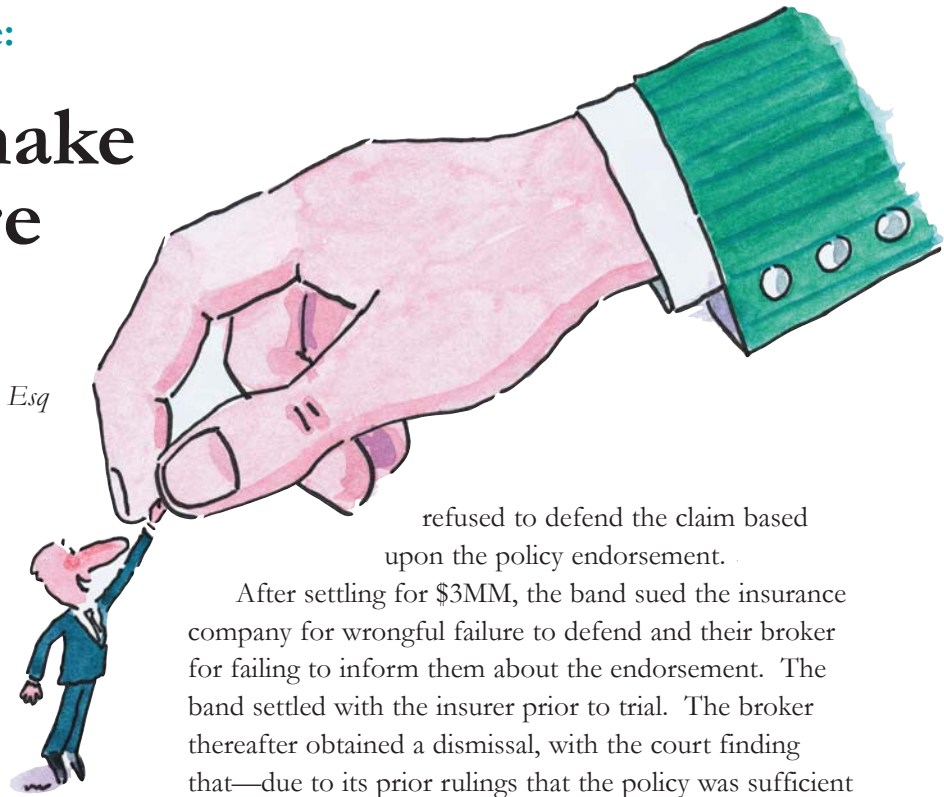 e:
make
re
Esq
refused to defend the claim based
upon the policy endorsement.
After settling for $3MM, the band sued the insurance
company for wrongful failure to defend and their broker
for failing to inform them about the endorsement. The
band settled with the insurer prior to trial. The broker
thereafter obtained a dismissal, with the court finding
that—due to its prior rulings that the policy was sufficient